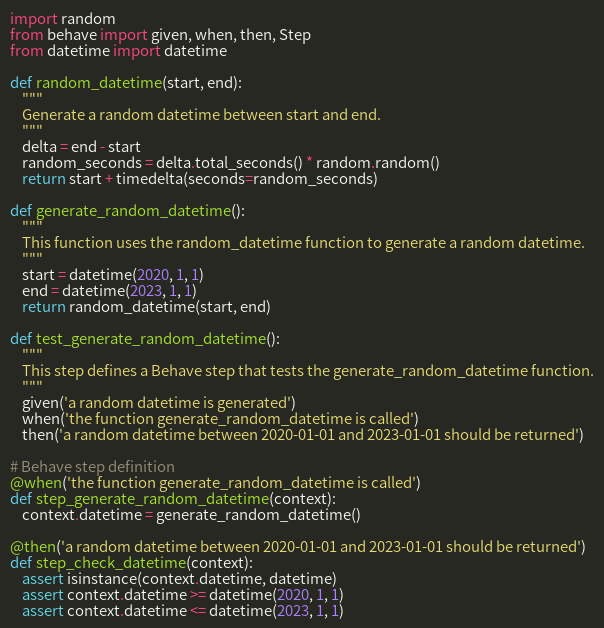 import random
from behave import given, when, then, Step
from datetime import datetime

def random_datetime(start, end):
    """
    Generate a random datetime between start and end.
    """
    delta = end - start
    random_seconds = delta.total_seconds() * random.random()
    return start + timedelta(seconds=random_seconds)

def generate_random_datetime():
    """
    This function uses the random_datetime function to generate a random datetime.
    """
    start = datetime(2020, 1, 1)
    end = datetime(2023, 1, 1)
    return random_datetime(start, end)

def test_generate_random_datetime():
    """
    This step defines a Behave step that tests the generate_random_datetime function.
    """
    given('a random datetime is generated')
    when('the function generate_random_datetime is called')
    then('a random datetime between 2020-01-01 and 2023-01-01 should be returned')

# Behave step definition
@when('the function generate_random_datetime is called')
def step_generate_random_datetime(context):
    context.datetime = generate_random_datetime()

@then('a random datetime between 2020-01-01 and 2023-01-01 should be returned')
def step_check_datetime(context):
    assert isinstance(context.datetime, datetime)
    assert context.datetime >= datetime(2020, 1, 1)
    assert context.datetime <= datetime(2023, 1, 1)